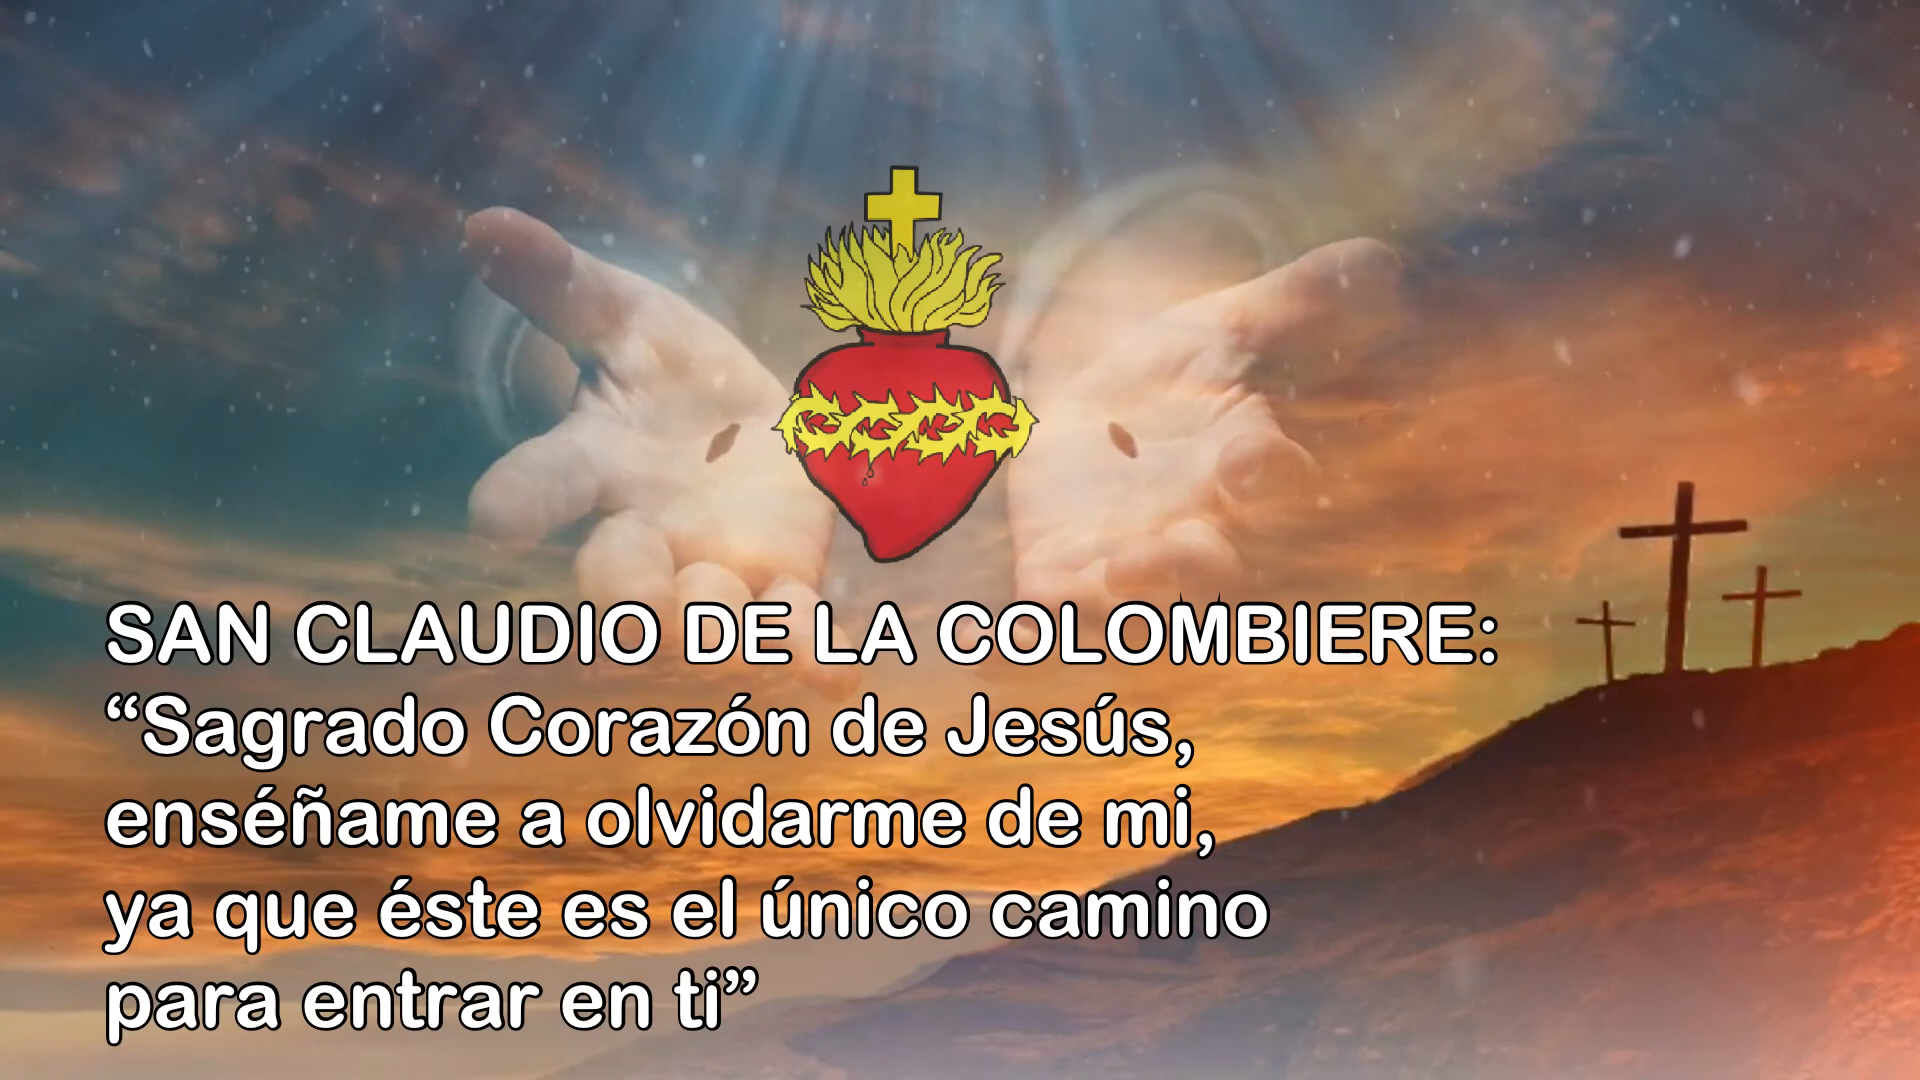 SAN CLAUDIO DE LA COLOMBIERE:
“Sagrado Corazón de Jesús,
enséñame a olvidarme de mi,
ya que éste es el único camino
para entrar en ti”